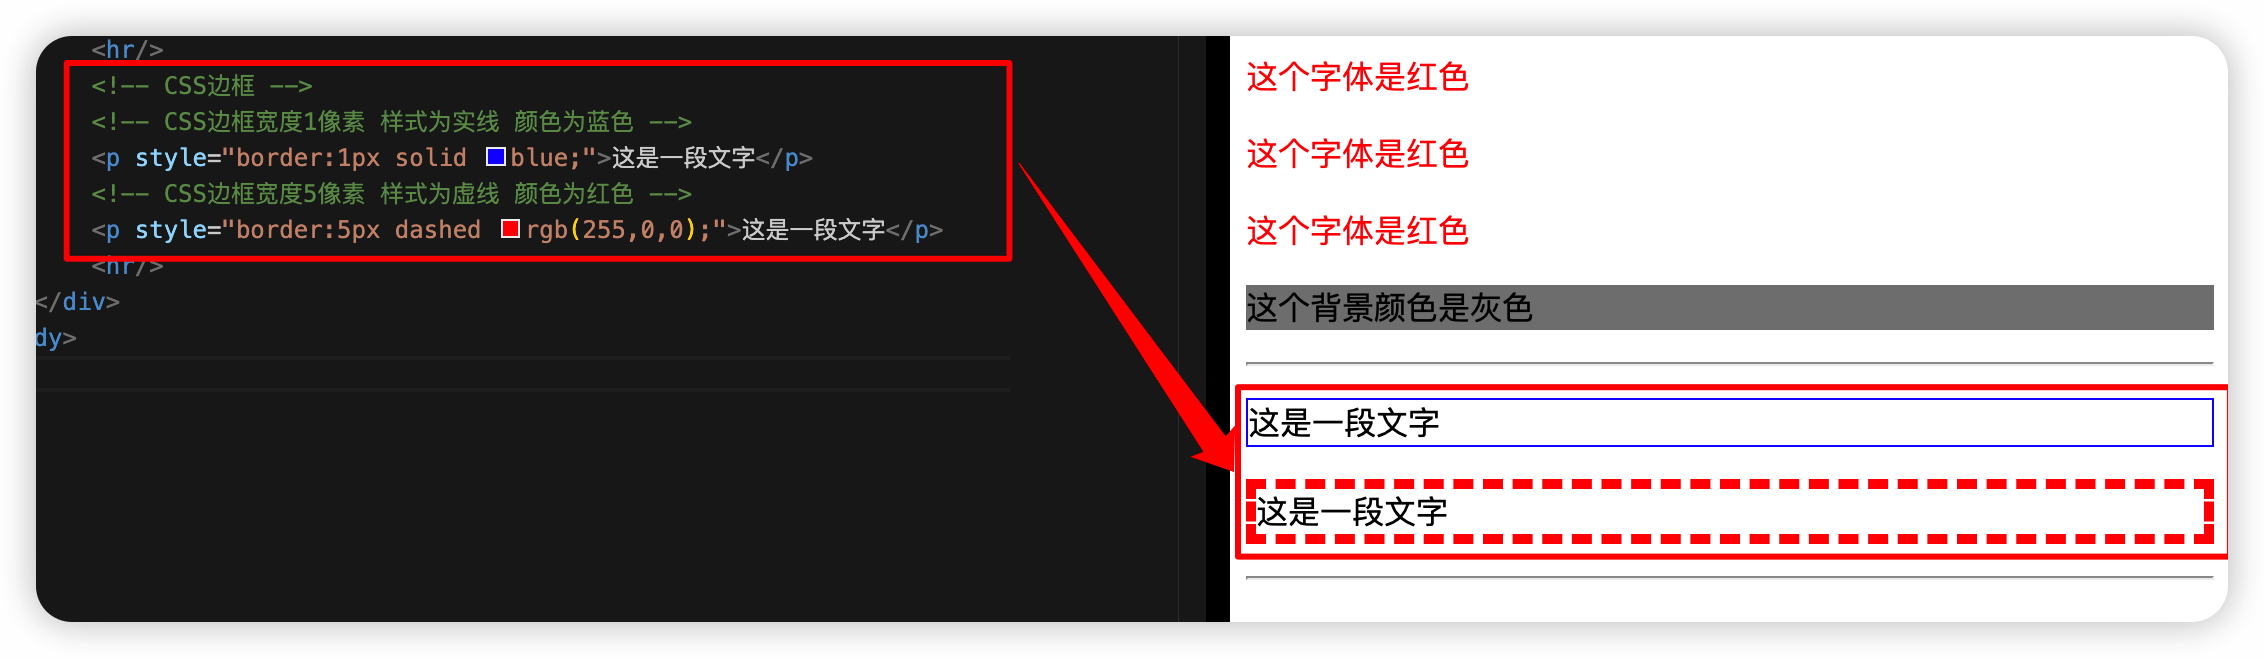 <hr/>
<!-- CSS边框 -->
<!-- CSS边框宽度1像素 样式为实线 颜色为蓝色 -->
<p style="border:1px solid blue;">这是一段文字</p>
<!-- CSS边框宽度5像素 样式为虚线 颜色为红色 -->
<p style="border:5px dashed rgb(255,0,0);">这是一段文字</p>
<hr/>
</div>
dy>
这个字体是红色
这个字体是红色
这个字体是红色
这个背景颜色是灰色
这是一段文字
这是一段文字